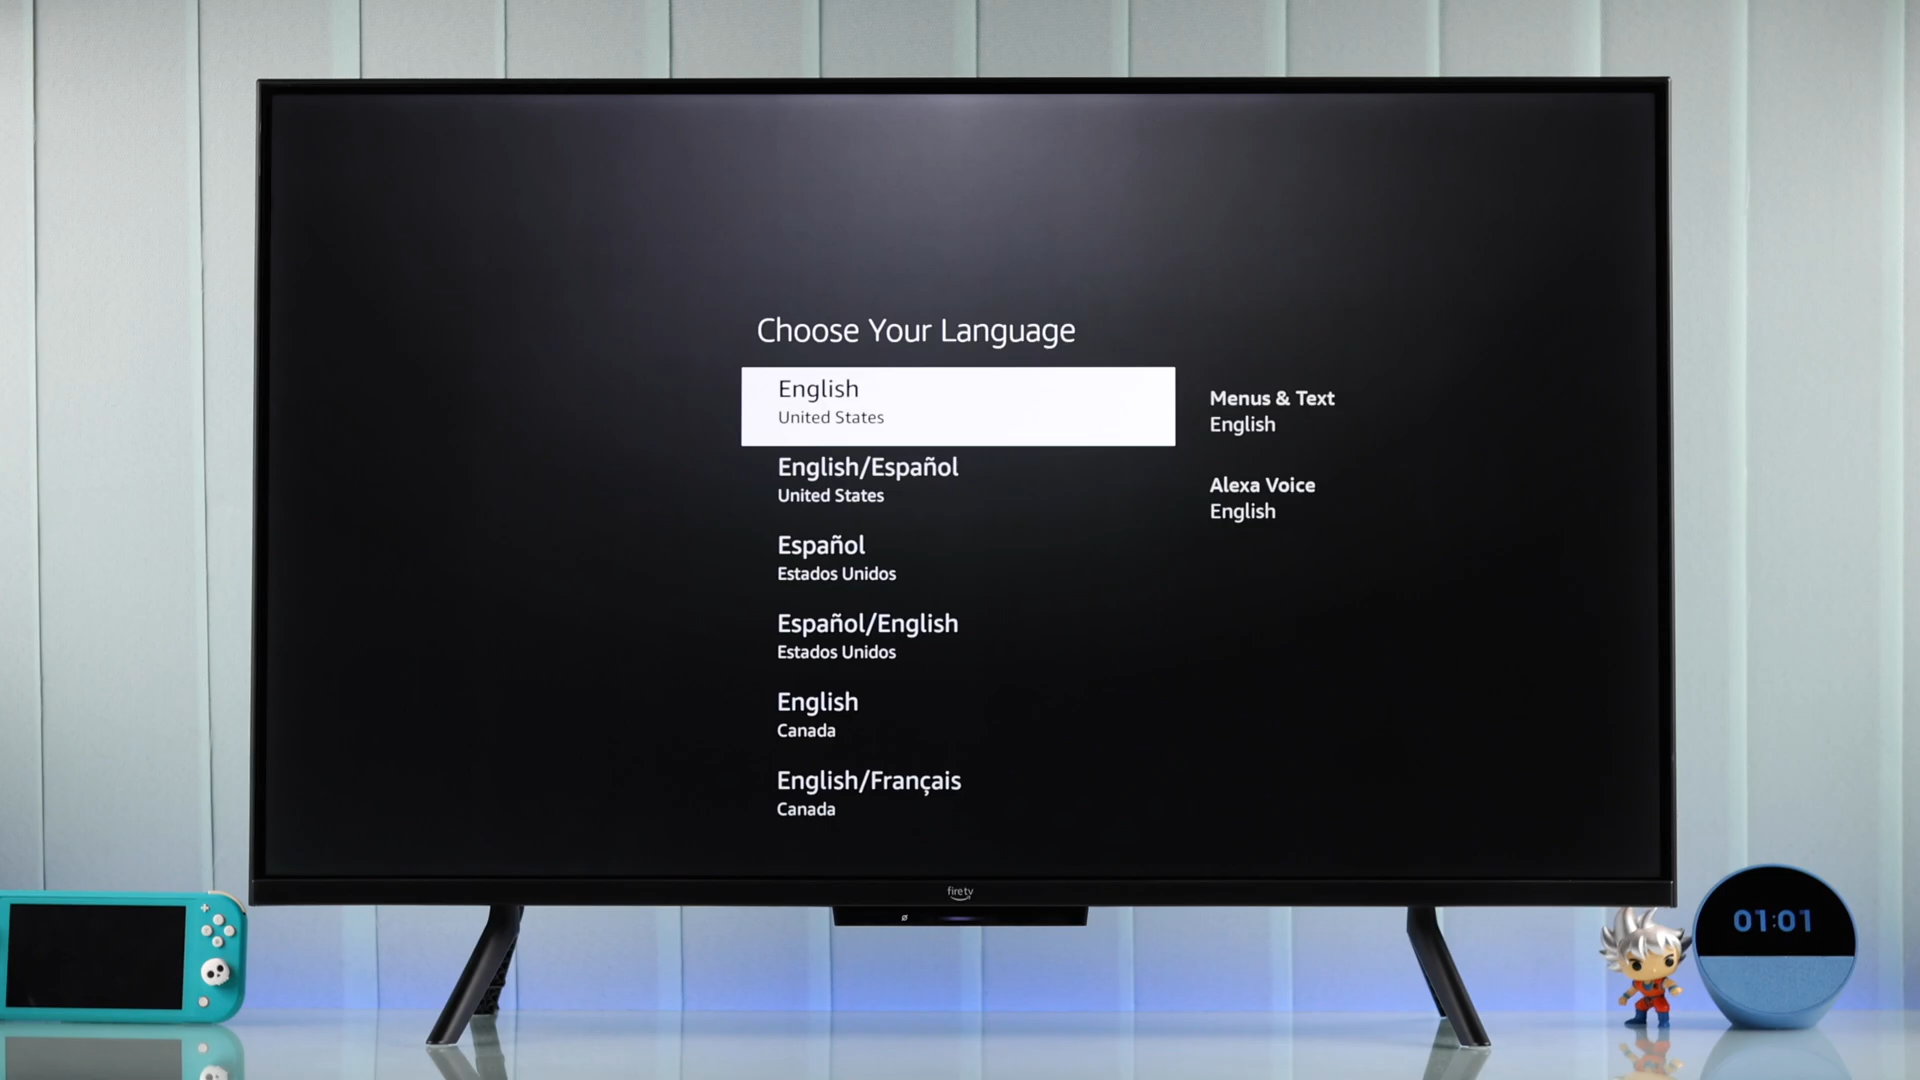 Choose Your Language
English
United States
Menus & Text
English
English/Español
United States
Alexa Voice
English
Español
Estados Unidos
Español/English
Estados Unidos
English
Canada
English/Français
Canada
firetv
01:01